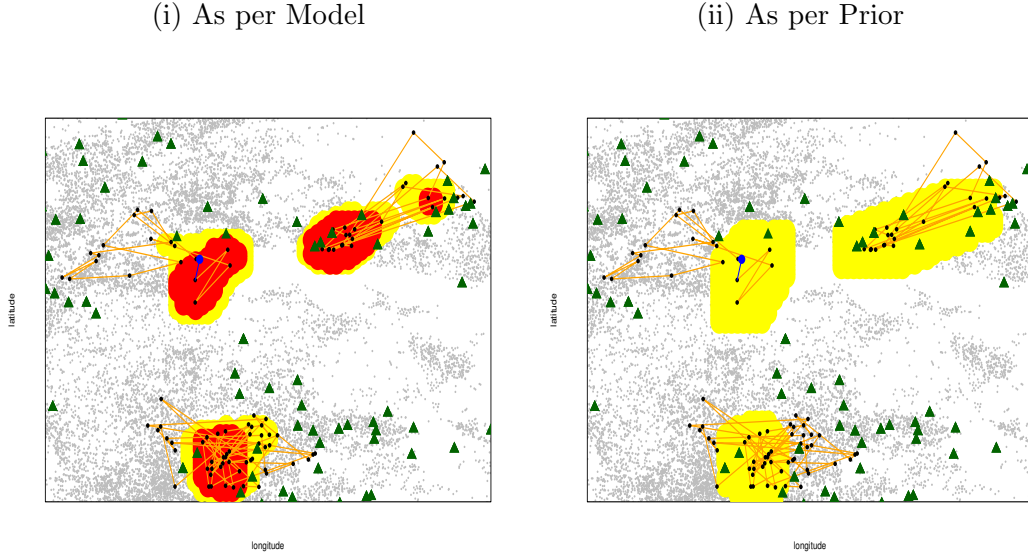 (i) As per Model
(ii) As per Prior
latitude
latitude
longitude
longitude